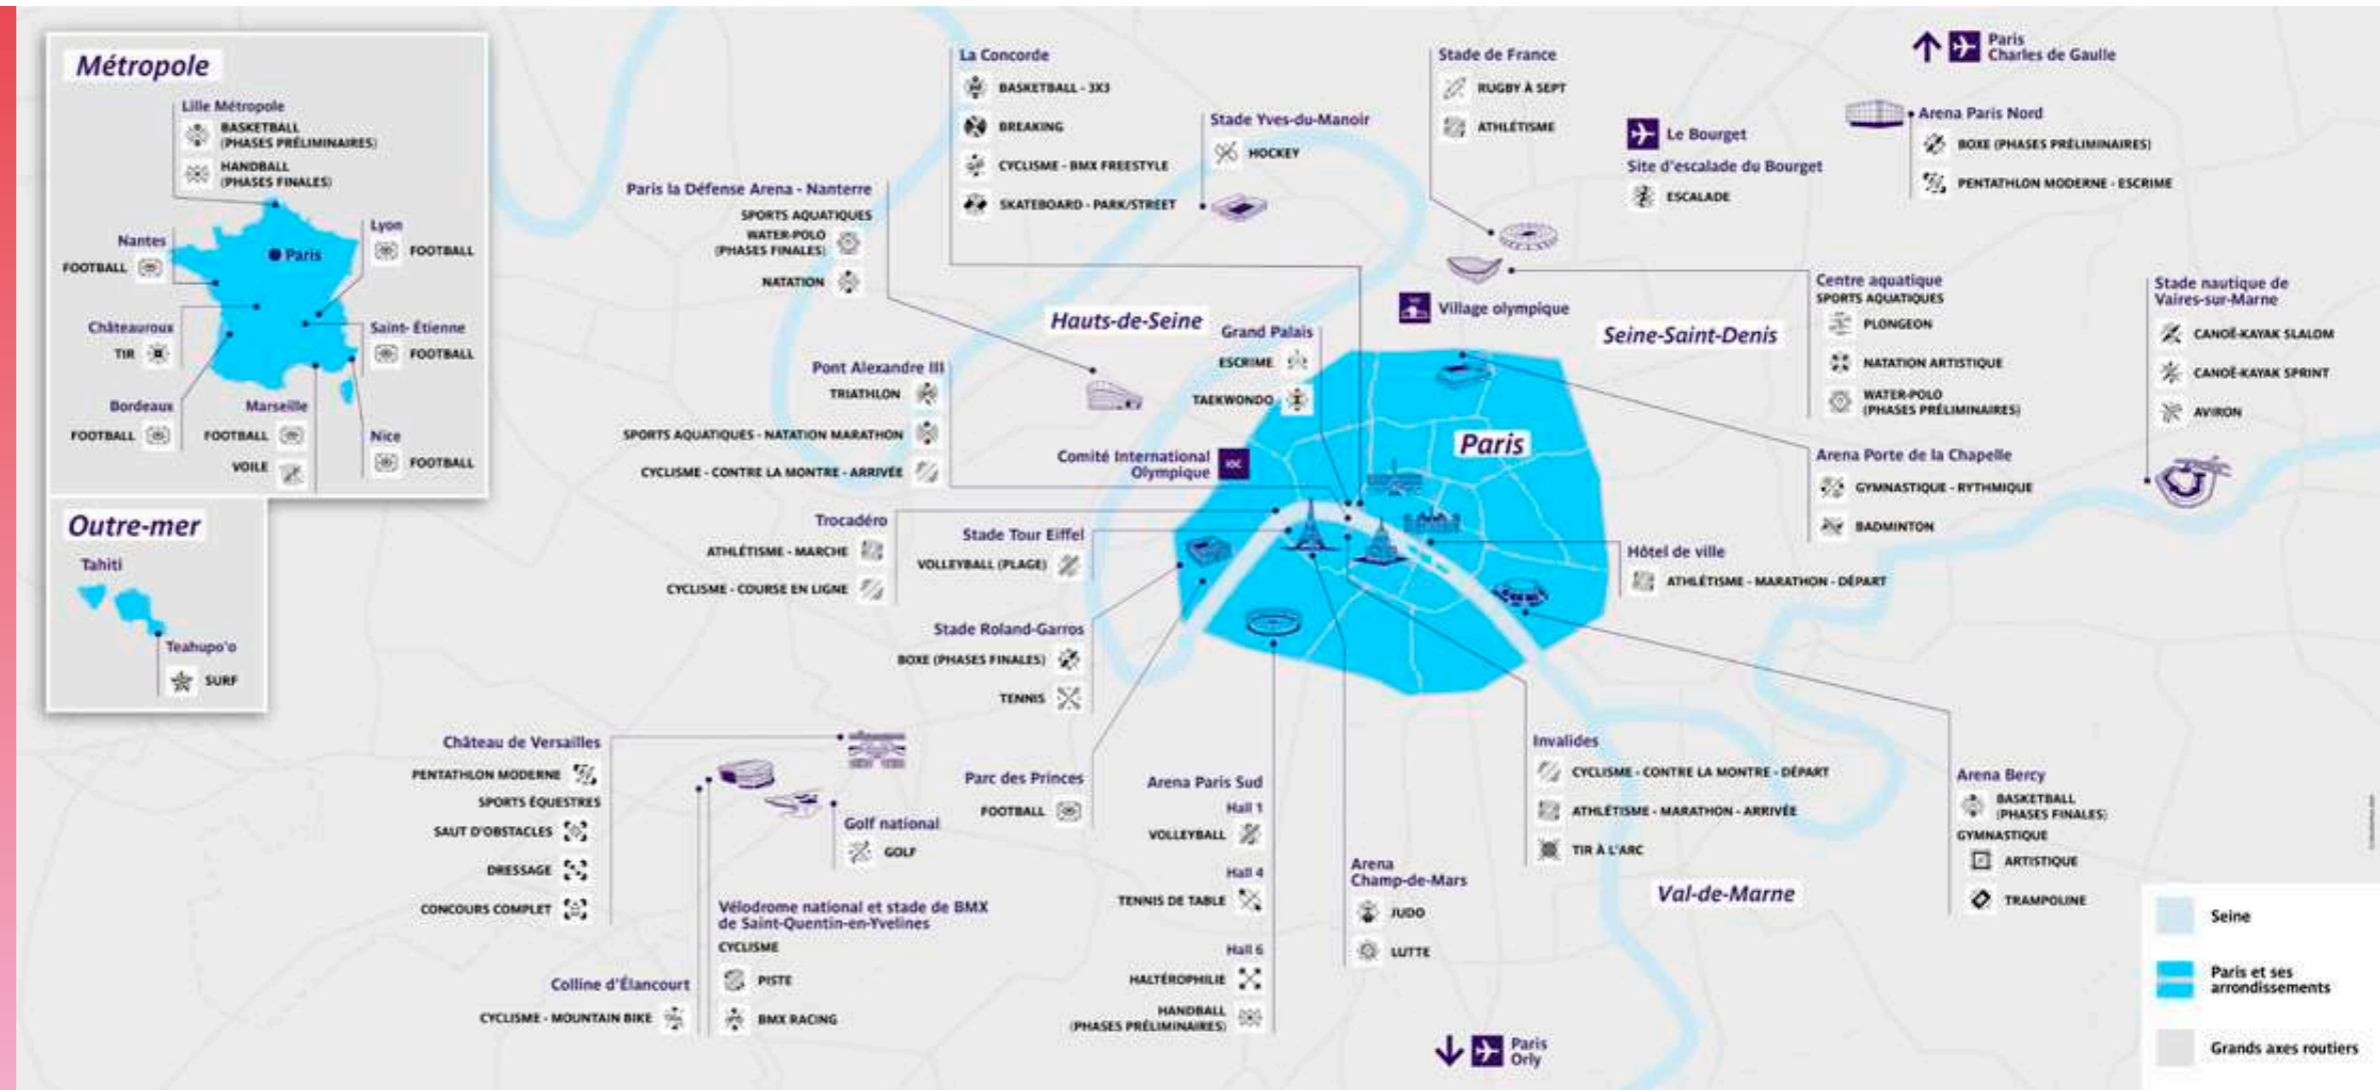 Métropole
Lille Métropole
BASKETBALL
(PHASES PRÉLIMINAIRES)
HANDBALL
(PHASES FINALES)
Nantes
FOOTBALL
Paris
Lyon
FOOTBALL
Châteauroux
TIR
Saint- Étienne
FOOTBALL
Bordeaux
FOOTBALL
Marseille
FOOTBALL
VOILE
Nice
FOOTBALL
Outre-mer
Tahiti
Teahupo'o
SURF
La Concorde
BASKETBALL - 3X3
BREAKING
CYCLISME - BMX FREESTYLE
SKATEBOARD - PARK/STREET
Stade Yves-du-Manoir
HOCKEY
Stade de France
RUGBY À SEPT
ATHLÉTISME
Paris
Charles de Gaulle
Le Bourget
Site d'escalade du Bourget
ESCALADE
Arena Paris Nord
BOXE (PHASES PRÉLIMINAIRES)
PENTATHLON MODERNE - ESCRIME
Paris la Défense Arena - Nanterre
SPORTS AQUATIQUES
WATER-POLO
(PHASES FINALES)
NATATION
Hauts-de-Seine
Grand Palais
ESCRIME
TAEKWONDO
Village olympique
Seine-Saint-Denis
Centre aquatique
SPORTS AQUATIQUES
PLONGEON
NATATION ARTISTIQUE
WATER-POLO
(PHASES PRÉLIMINAIRES)
Stade nautique de
Vaires-sur-Marne
CANOË-KAYAK SLALOM
CANOË-KAYAK SPRINT
AVIRON
Pont Alexandre III
TRIATHLON
SPORTS AQUATIQUES - NATATION MARATHON
CYCLISME - CONTRE LA MONTRE - ARRIVÉE
Comité International
Olympique
IOC
Paris
Arena Porte de la Chapelle
GYMNASTIQUE - RYTHMIQUE
BADMINTON
Trocadéro
ATHLÉTISME - MARCHE
CYCLISME - COURSE EN LIGNE
Stade Tour Eiffel
VOLLEYBALL (PLAGE)
Hôtel de ville
ATHLÉTISME - MARATHON - DÉPART
Stade Roland-Garros
BOXE (PHASES FINALES)
TENNIS
Château de Versailles
PENTATHLON MODERNE
SPORTS ÉQUESTRES
SAUT D'OBSTACLES
DRESSAGE
CONCOURS COMPLET
Golf national
GOLF
Parc des Princes
FOOTBALL
Arena Paris Sud
Hall 1
VOLLEYBALL
Hall 4
TENNIS DE TABLE
Hall 6
HALTÉROPHILIE
HANDBALL
(PHASES PRÉLIMINAIRES)
Arena
Champ-de-Mars
JUDO
LUTTE
Invalides
CYCLISME - CONTRE LA MONTRE - DÉPART
ATHLÉTISME - MARATHON - ARRIVÉE
TIR À L'ARC
Val-de-Marne
Arena Bercy
BASKETBALL
(PHASES FINALES)
GYMNASTIQUE
ARTISTIQUE
TRAMPOLINE
Vélodrome national et stade de BMX
de Saint-Quentin-en-Yvelines
CYCLISME
PISTE
BMX RACING
Colline d'Élancourt
CYCLISME - MOUNTAIN BIKE
Paris
Orly
Seine
Paris et ses
arrondissements
Grands axes routiers